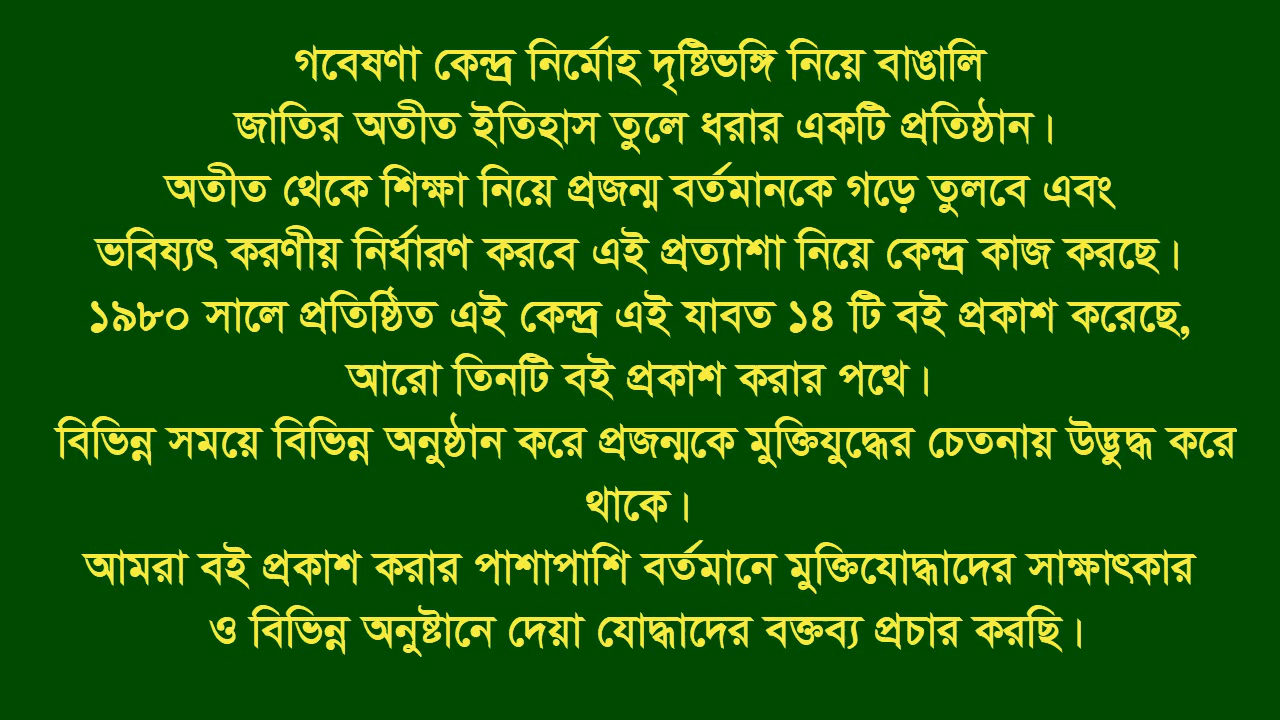 গবেষণা কেন্দ্র নির্মোহ দৃষ্টিভঙ্গি নিয়ে বাঙালি
জাতির অতীত ইতিহাস তুলে ধরার একটি প্রতিষ্ঠান।
অতীত থেকে শিক্ষা নিয়ে প্রজন্ম বর্তমানকে গড়ে তুলবে এবং
ভবিষ্যৎ করণীয় নির্ধারণ করবে এই প্রত্যাশা নিয়ে কেন্দ্র কাজ করছে।
১৯৮০ সালে প্রতিষ্ঠিত এই কেন্দ্র এই যাবত ১৪ টি বই প্রকাশ করেছে,
আরো তিনটি বই প্রকাশ করার পথে।
বিভিন্ন সময়ে বিভিন্ন অনুষ্ঠান করে প্রজন্মকে মুক্তিযুদ্ধের চেতনায় উদ্ভুদ্ধ করে
থাকে।
আমরা বই প্রকাশ করার পাশাপাশি বর্তমানে মুক্তিযোদ্ধাদের সাক্ষাৎকার
ও বিভিন্ন অনুষ্টানে দেয়া যোদ্ধাদের বক্তব্য প্রচার করছি।